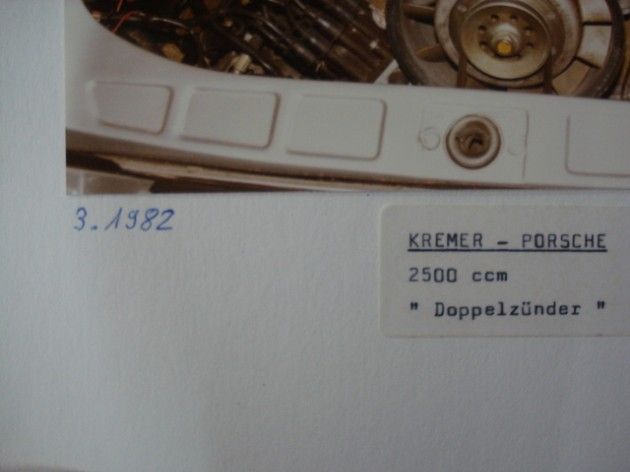 3.1982
KREMER - PORSCHE
2500 ccm
" Doppelzünder "